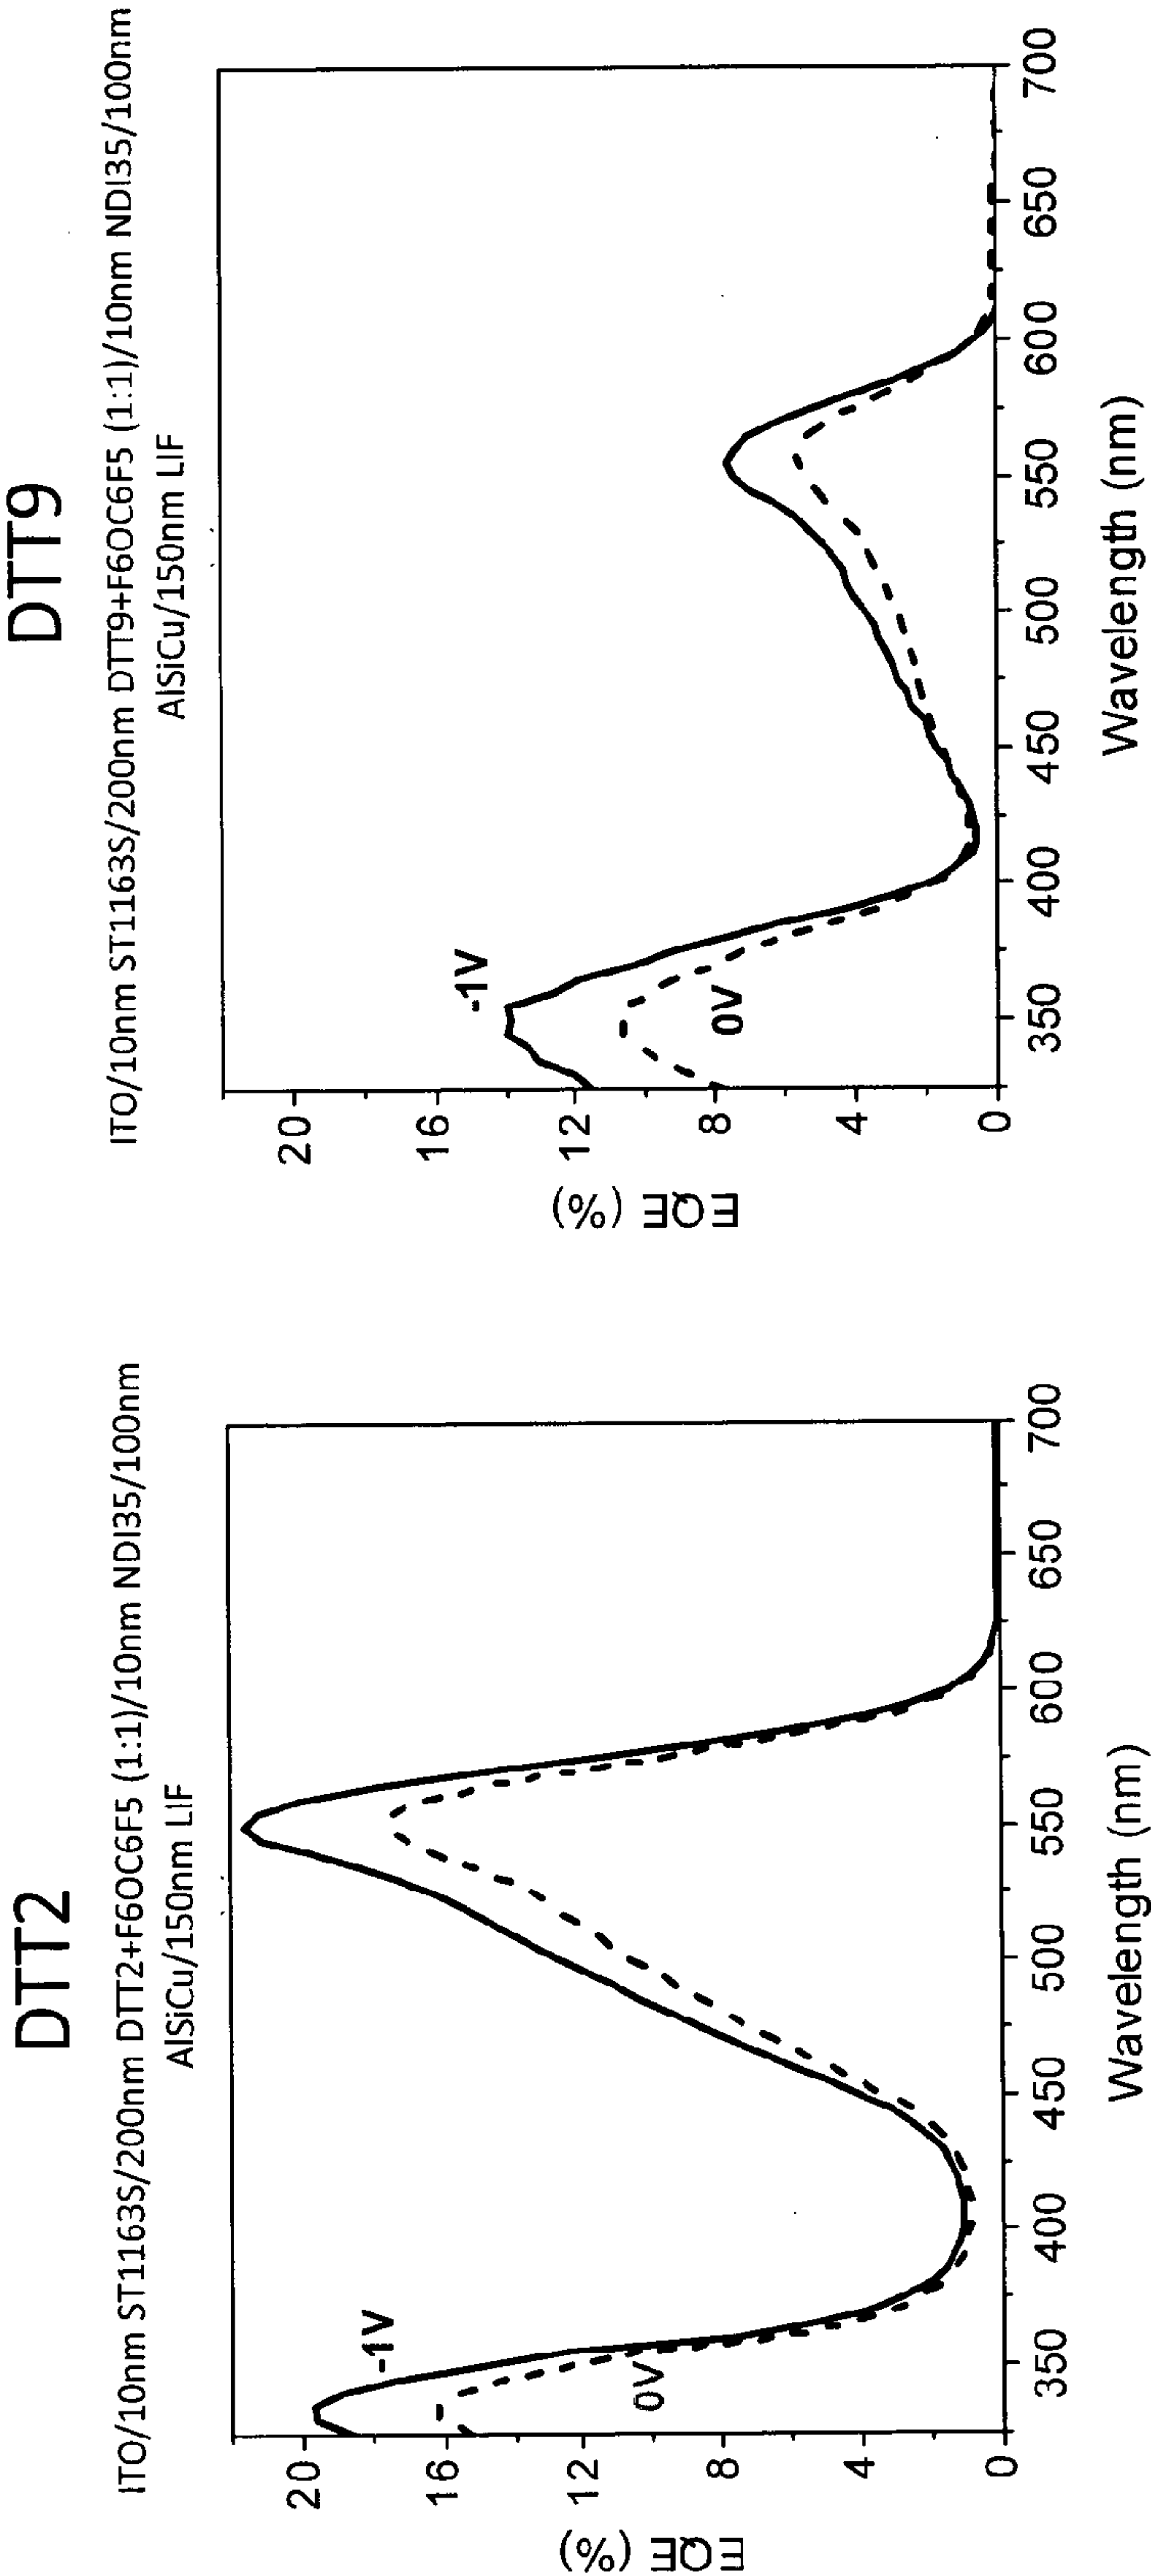 DTT2
ITO/10nm ST1163S/200nm DTT2+F6OC6F5 (1:1)/10nm NDI35/100nm
AlSiCu/150nm LIF
EQE (%)
20
16
12
8
4
0
-1V
0V
350
400
450
500
550
600
650
700
Wavelength (nm)
DTT9
ITO/10nm ST1163S/200nm DTT9+F6OC6F5 (1:1)/10nm NDI35/100nm
AlSiCu/150nm LIF
EQE (%)
20
16
12
8
4
0
-1V
0V
350
400
450
500
550
600
650
700
Wavelength (nm)